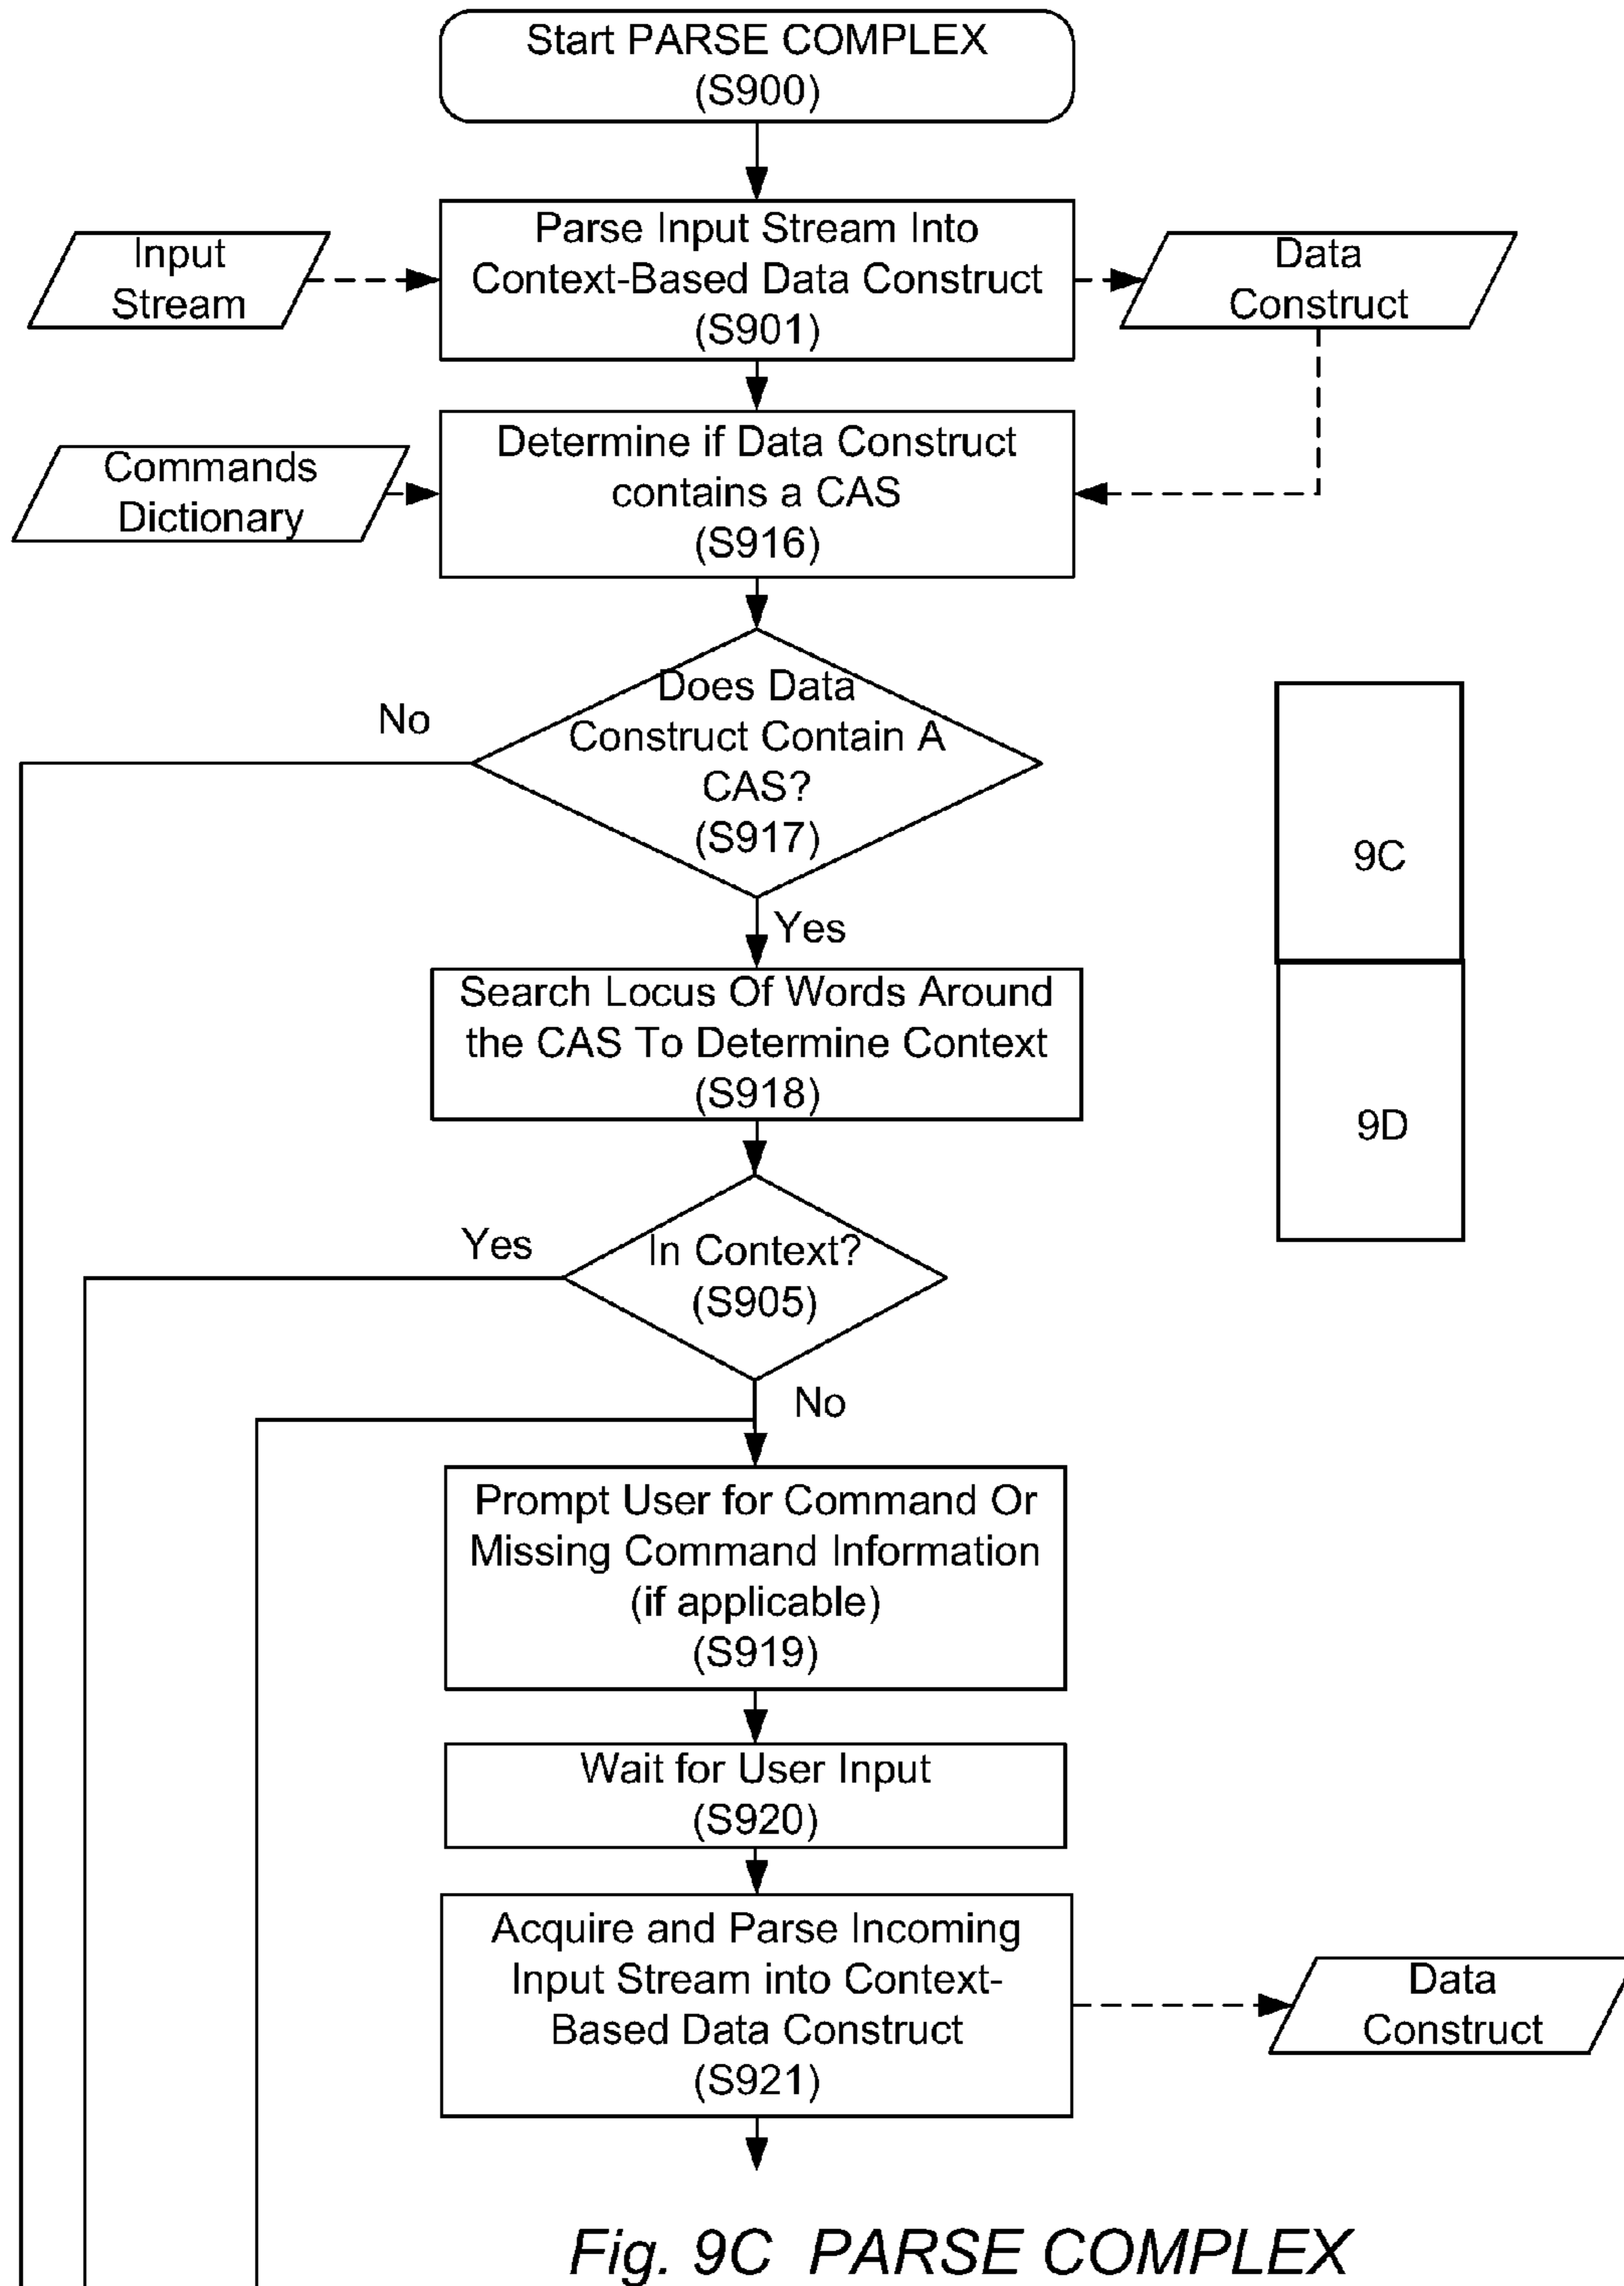 Start PARSE COMPLEX
(S900)
Input
Stream
Parse Input Stream Into
Context-Based Data Construct
(S901)
Data
Construct
Commands
Dictionary
Determine if Data Construct
contains a CAS
(S916)
Does Data
Construct Contain A
CAS?
(S917)
No
Yes
9C
Search Locus Of Words Around
the CAS To Determine Context
(S918)
9D
In Context?
(S905)
Yes
No
Prompt User for Command Or
Missing Command Information
(if applicable)
(S919)
Wait for User Input
(S920)
Acquire and Parse Incoming
Input Stream into Context-
Based Data Construct
(S921)
Data
Construct
Fig. 9C PARSE COMPLEX